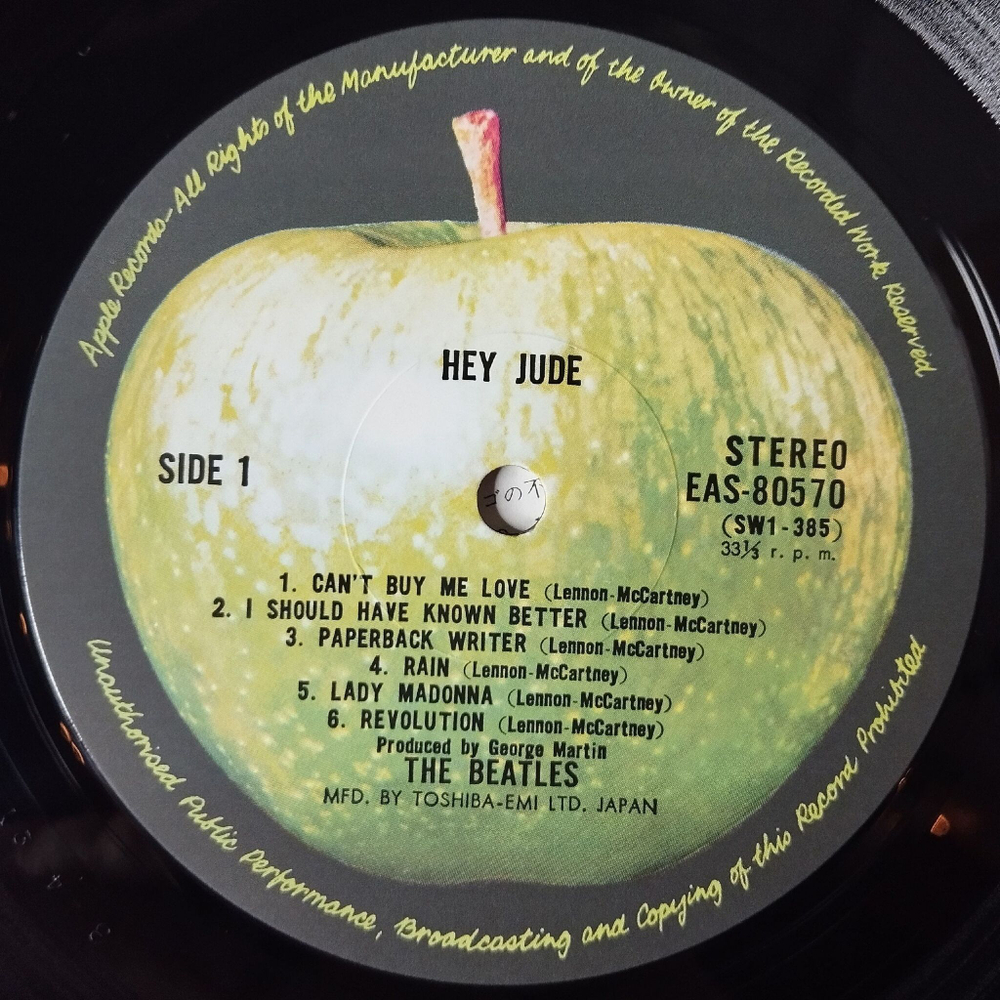 Apple Records-All Rights of the Manufacturer and of the Owner of the Recorded Work Reserved
HEY JUDE
SIDE 1
STEREO
EAS-80570
(SW1-385)
33⅓ r. p. m.
ゴの不
1. CAN'T BUY ME LOVE (Lennon-McCartney)
2. I SHOULD HAVE KNOWN BETTER (Lennon-McCartney)
3. PAPERBACK WRITER (Lennon-McCartney)
4. RAIN (Lennon-McCartney)
5. LADY MADONNA (Lennon-McCartney)
6. REVOLUTION (Lennon-McCartney)
Produced by George Martin
THE BEATLES
MFD. BY TOSHIBA-EMI LTD. JAPAN
Unauthorised Public Performance, Broadcasting and Copying of this Record Prohibited